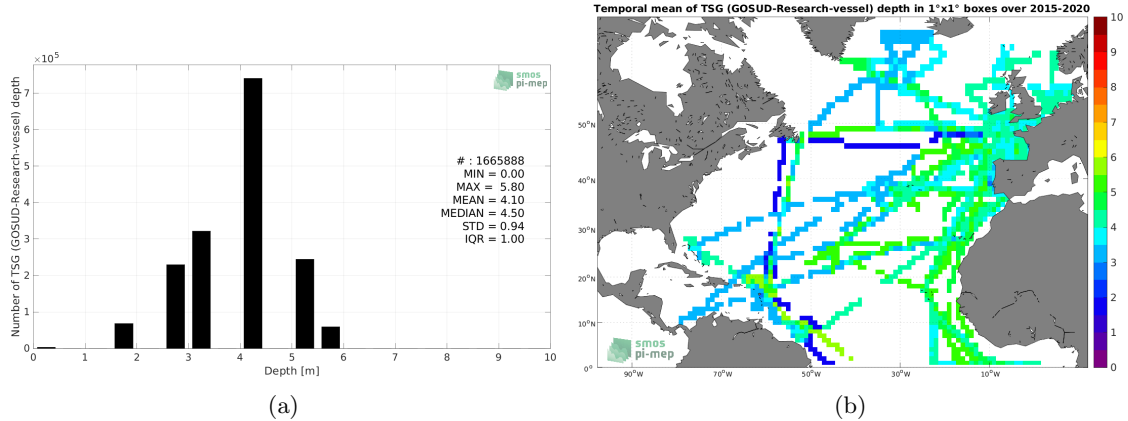 ×10⁵
smos
pi-mep
Number of TSG (GOSUD-Research-vessel) depth
7
6
5
4
3
2
1
0
# : 1665888
MIN = 0.00
MAX = 5.80
MEAN = 4.10
MEDIAN = 4.50
STD = 0.94
IQR = 1.00
0 1 2 3 4 5 6 7 8 9 10
Depth [m]
(a)
Temporal mean of TSG (GOSUD-Research-vessel) depth in 1°x1° boxes over 2015-2020
50°N
40°N
30°N
20°N
10°N
0°
90°W 70°W 50°W 30°W 10°W
smos
pi-mep
10
9
8
7
6
5
4
3
2
1
0
(b)